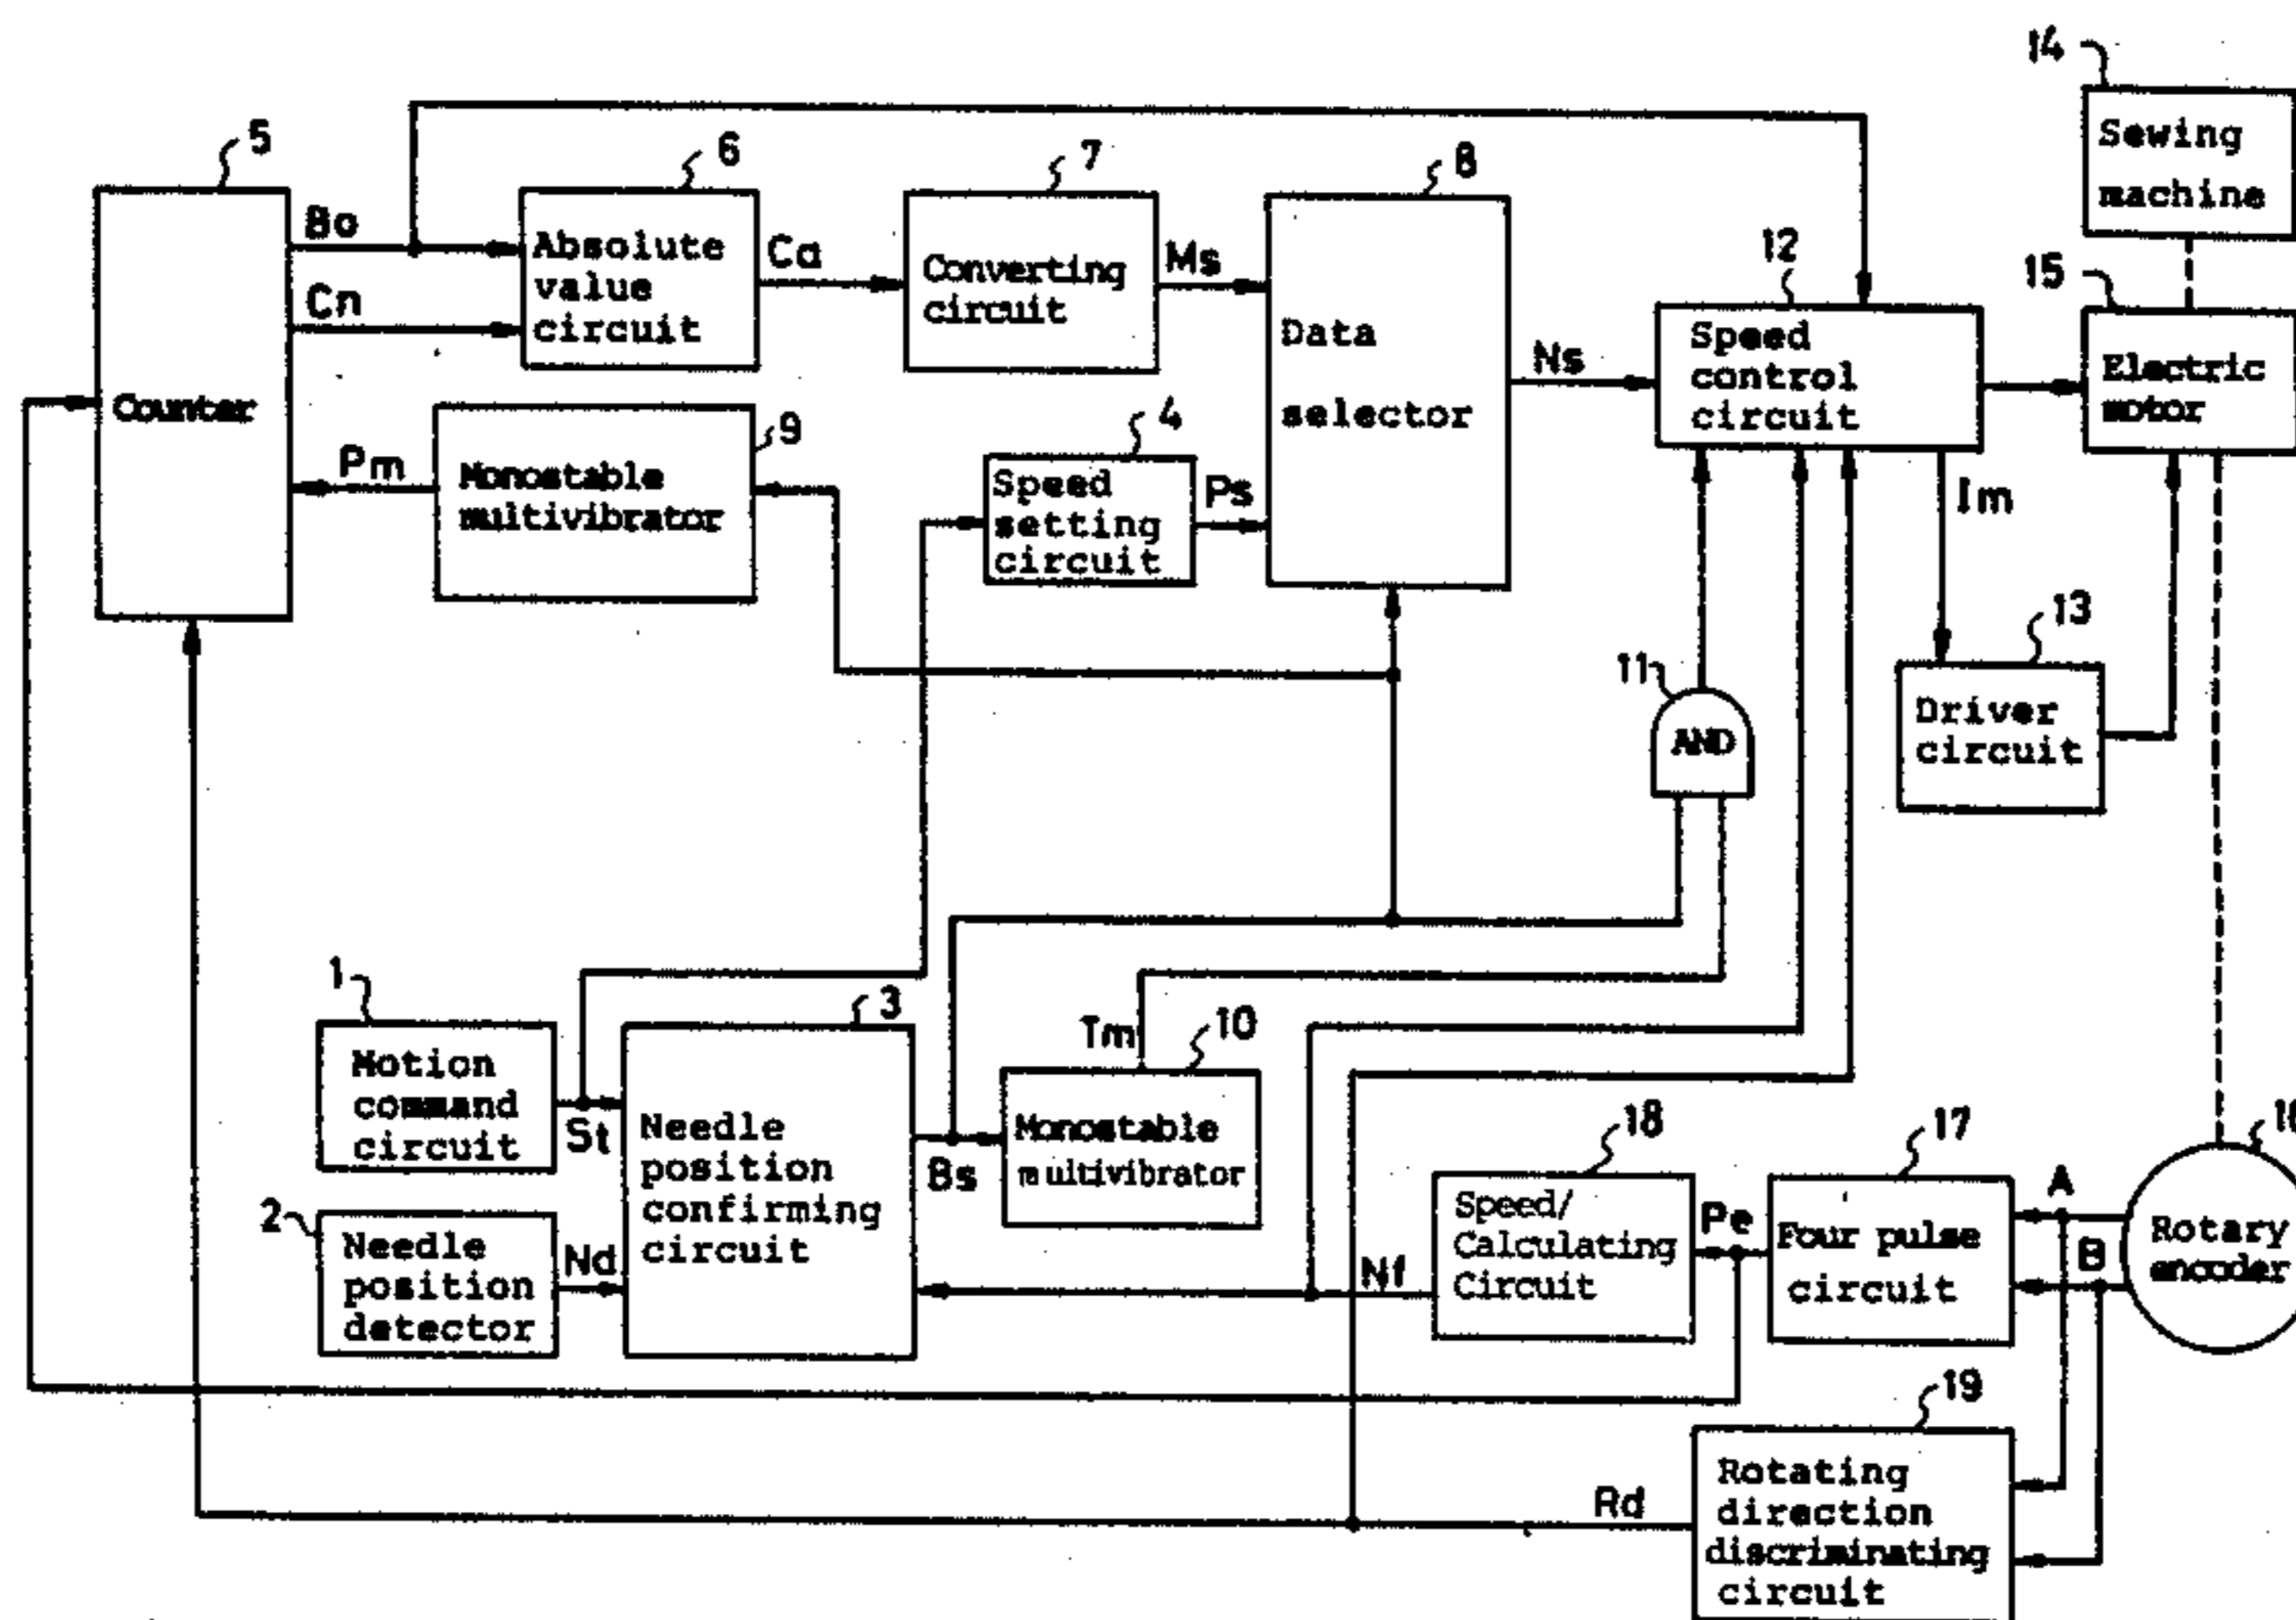 14
Sewing
machine
5
Counter
Bo
Cn
6
Absolute
value
circuit
Ca
7
Converting
circuit
Ms
8
Data
selector
Ns
12
Speed
control
circuit
15
Electric
motor
Pm
9
Monostable
multivibrator
4
Speed
setting
circuit
Ps
Im
13
Driver
circuit
11
AND
1
Motion
command
circuit
St
2
Needle
position
detector
Nd
3
Needle
position
confirming
circuit
Bs
Tm
10
Monostable
multivibrator
Nf
18
Speed/
Calculating
Circuit
Pe
17
Four pulse
circuit
A
B
Rotary
encoder
Rd
19
Rotating
direction
discriminating
circuit